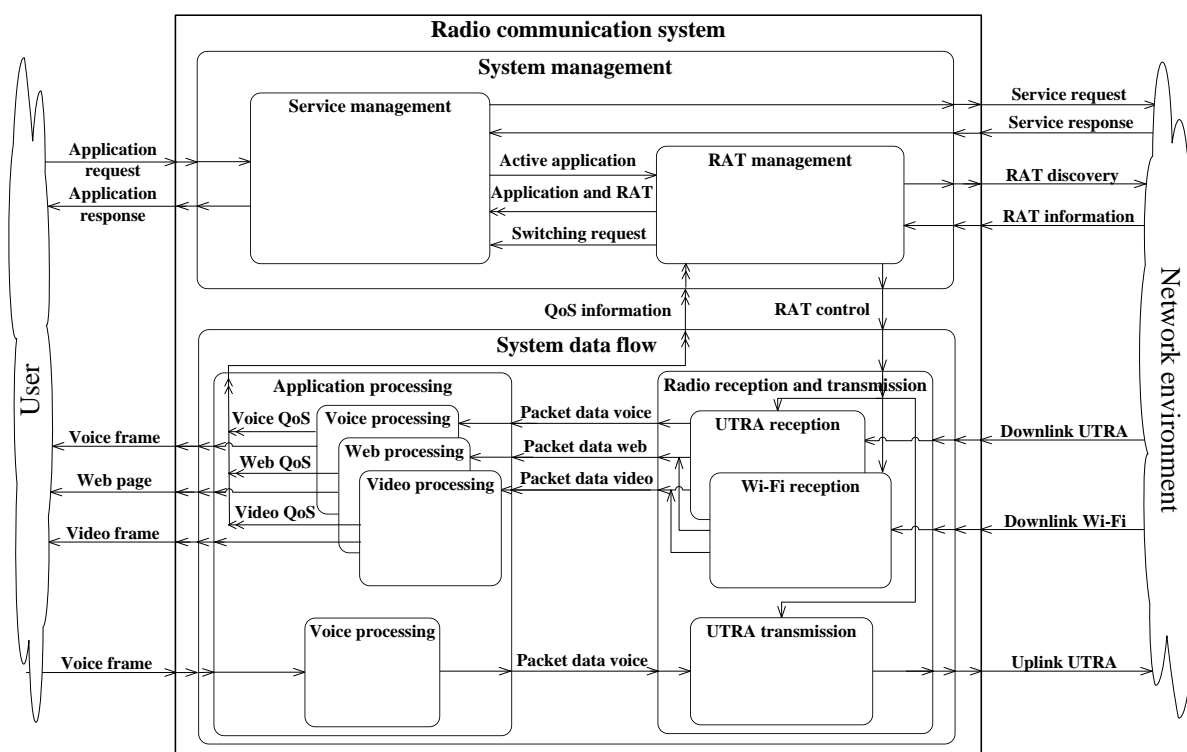 Radio communication system
System management
Service management
Service request
Service response
Application
request
Application
response
Active application
RAT management
Application and RAT
Switching request
RAT discovery
RAT information
QoS information
RAT control
User
Network environment
System data flow
Application processing
Radio reception and transmission
Voice QoS
Voice processing
Packet data voice
UTRA reception
Voice frame
Downlink UTRA
Web QoS
Web processing
Packet data web
Web page
Video processing
Packet data video
Wi-Fi reception
Video QoS
Video frame
Downlink Wi-Fi
Voice processing
UTRA transmission
Voice frame
Packet data voice
Uplink UTRA